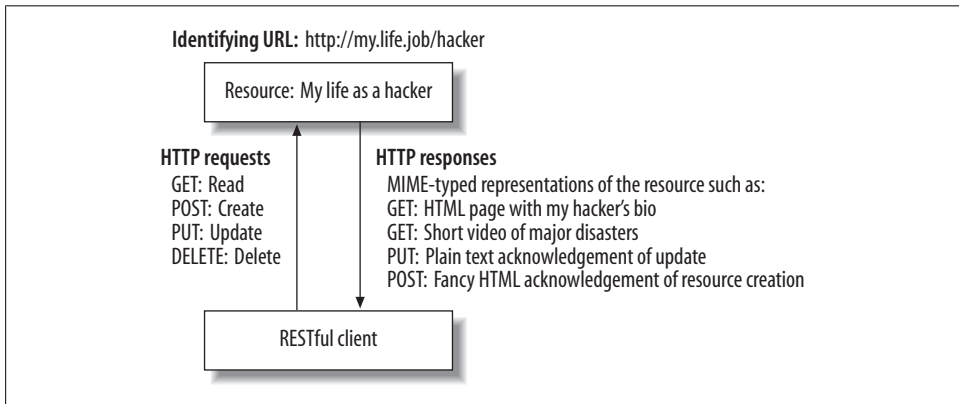 Identifying URL: http://my.life.job/hacker
Resource: My life as a hacker
HTTP requests
GET: Read
POST: Create
PUT: Update
DELETE: Delete
HTTP responses
MIME-typed representations of the resource such as:
GET: HTML page with my hacker's bio
GET: Short video of major disasters
PUT: Plain text acknowledgement of update
POST: Fancy HTML acknowledgement of resource creation
RESTful client